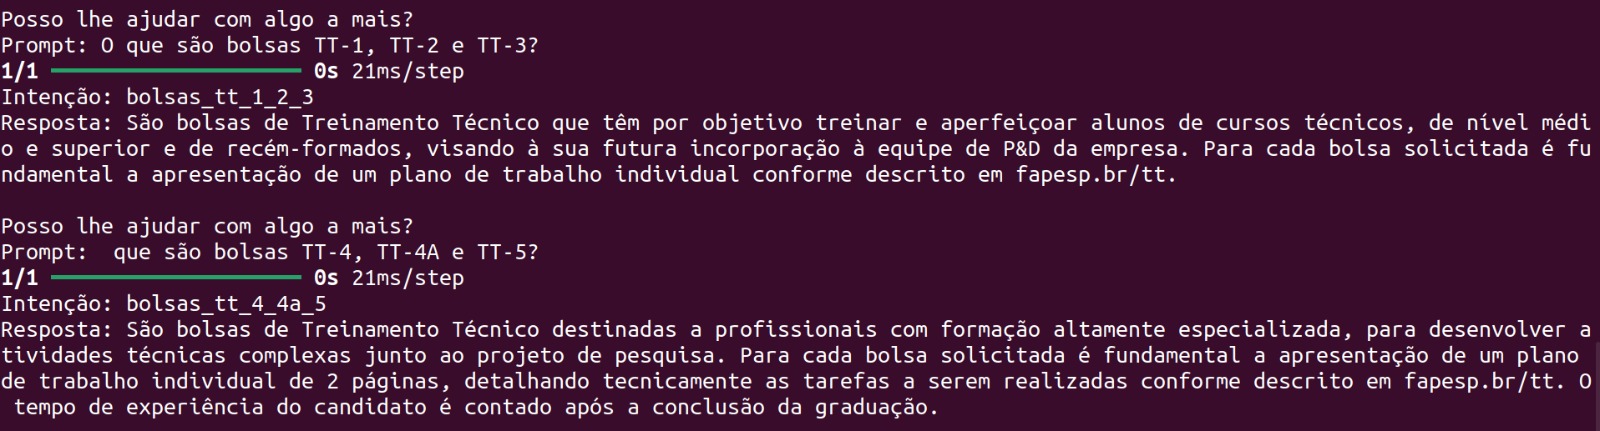 Posso lhe ajudar com algo a mais?
Prompt: O que são bolsas TT-1, TT-2 e TT-3?
1/1 ━━━━━━━━━━━━━━━━━━━━ 0s 21ms/step
Intenção: bolsas_tt_1_2_3
Resposta: São bolsas de Treinamento Técnico que têm por objetivo treinar e aperfeiçoar alunos de cursos técnicos, de nível médi
o e superior e de recém-formados, visando à sua futura incorporação à equipe de P&D da empresa. Para cada bolsa solicitada é fu
ndamental a apresentação de um plano de trabalho individual conforme descrito em fapesp.br/tt.
Posso lhe ajudar com algo a mais?
Prompt:  que são bolsas TT-4, TT-4A e TT-5?
1/1 ━━━━━━━━━━━━━━━━━━━━ 0s 21ms/step
Intenção: bolsas_tt_4_4a_5
Resposta: São bolsas de Treinamento Técnico destinadas a profissionais com formação altamente especializada, para desenvolver a
tividades técnicas complexas junto ao projeto de pesquisa. Para cada bolsa solicitada é fundamental a apresentação de um plano
de trabalho individual de 2 páginas, detalhando tecnicamente as tarefas a serem realizadas conforme descrito em fapesp.br/tt. O
 tempo de experiência do candidato é contado após a conclusão da graduação.